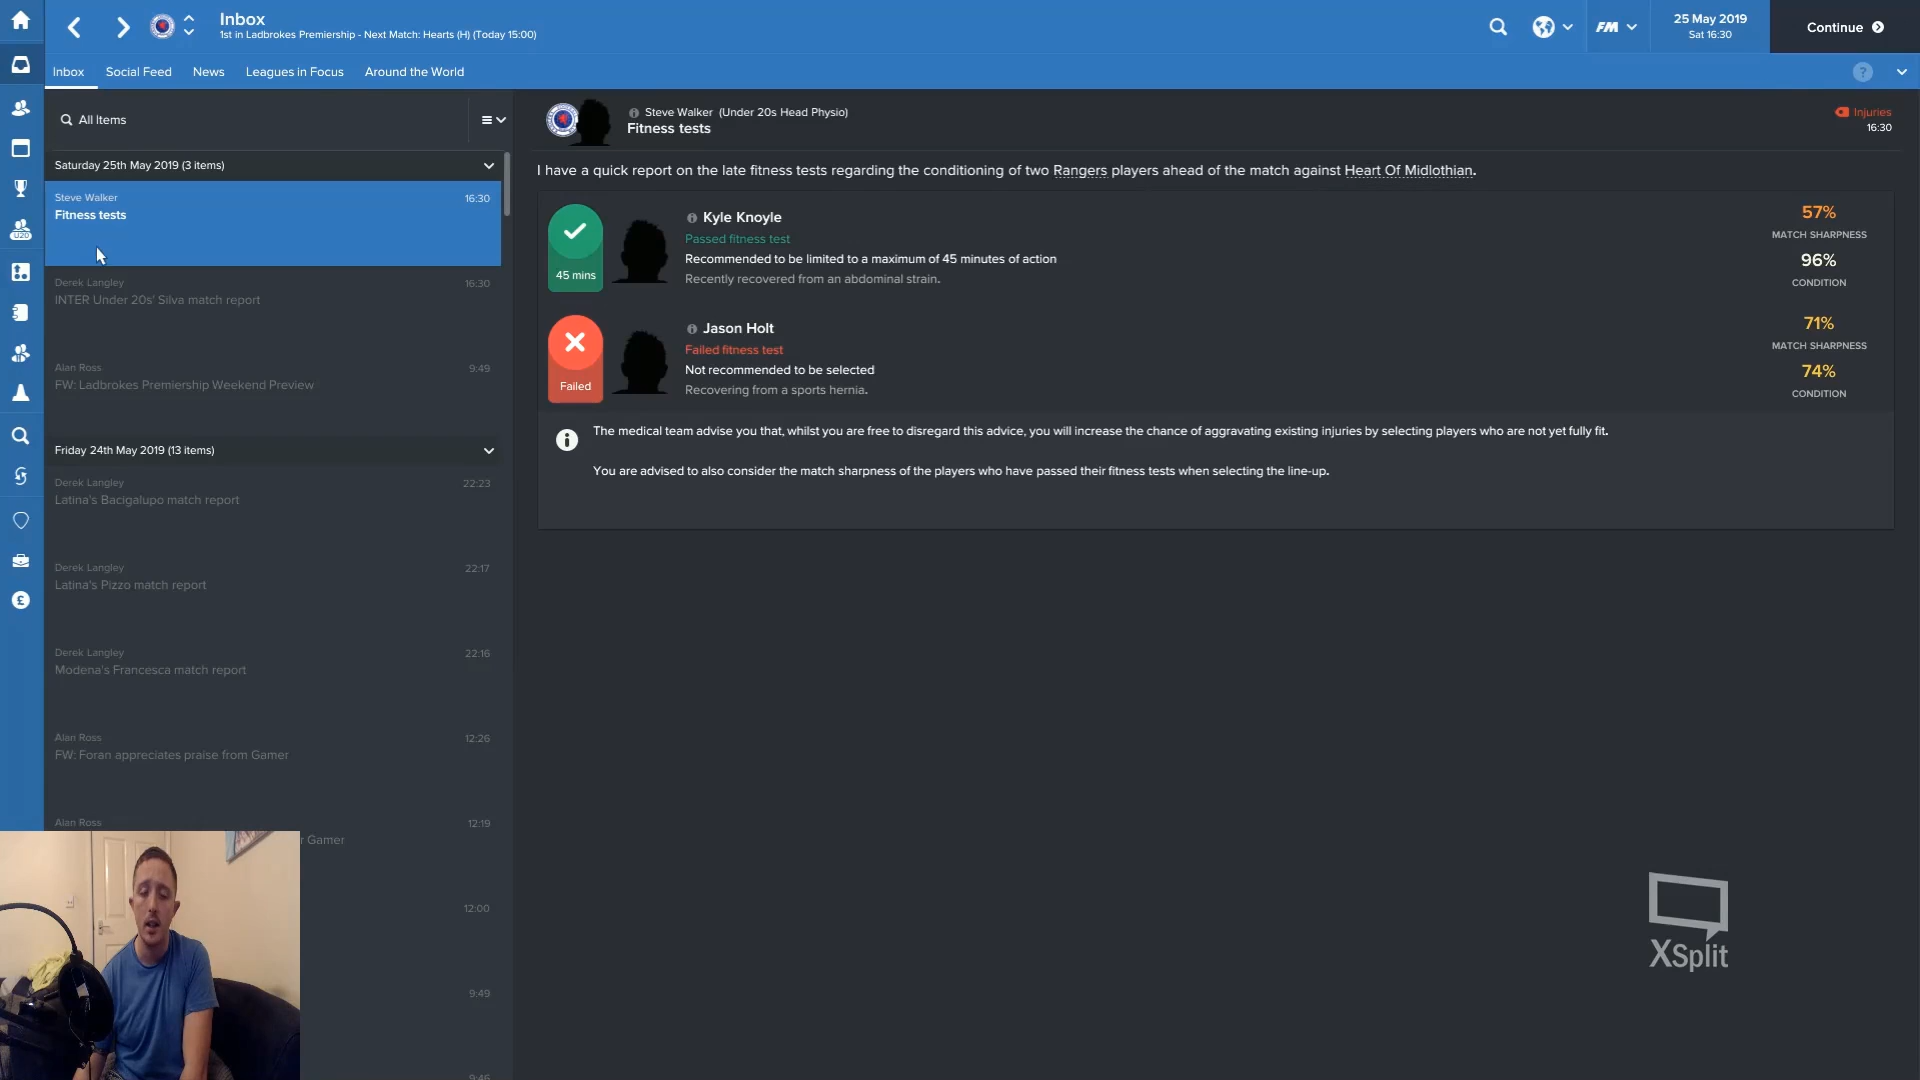 Inbox
1st in Ladbrokes Premiership - Next Match: Hearts (H) (Today 15:00)
FM
25 May 2019
Sat 16:30
Continue
Inbox
Social Feed
News
Leagues in Focus
Around the World
?
All Items
Saturday 25th May 2019 (3 items)
Steve Walker 16:30
Fitness tests
Derek Langley 16:30
INTER Under 20s' Silva match report
Alan Ross 9:49
FW: Ladbrokes Premiership Weekend Preview
Friday 24th May 2019 (13 items)
Derek Langley 22:23
Latina's Bacigalupo match report
Derek Langley 22:17
Latina's Pizzo match report
Derek Langley 22:16
Modena's Francesca match report
Alan Ross 12:26
FW: Foran appreciates praise from Gamer
Alan Ross 12:19
r Gamer
12:00
9:49
9:46
U20
£
Steve Walker (Under 20s Head Physio)
Fitness tests
Injuries
16:30
I have a quick report on the late fitness tests regarding the conditioning of two Rangers players ahead of the match against Heart Of Midlothian.
45 mins
Kyle Knoyle
Passed fitness test
Recommended to be limited to a maximum of 45 minutes of action
Recently recovered from an abdominal strain.
57%
MATCH SHARPNESS
96%
CONDITION
Failed
Jason Holt
Failed fitness test
Not recommended to be selected
Recovering from a sports hernia.
71%
MATCH SHARPNESS
74%
CONDITION
The medical team advise you that, whilst you are free to disregard this advice, you will increase the chance of aggravating existing injuries by selecting players who are not yet fully fit.
You are advised to also consider the match sharpness of the players who have passed their fitness tests when selecting the line-up.
XSplit